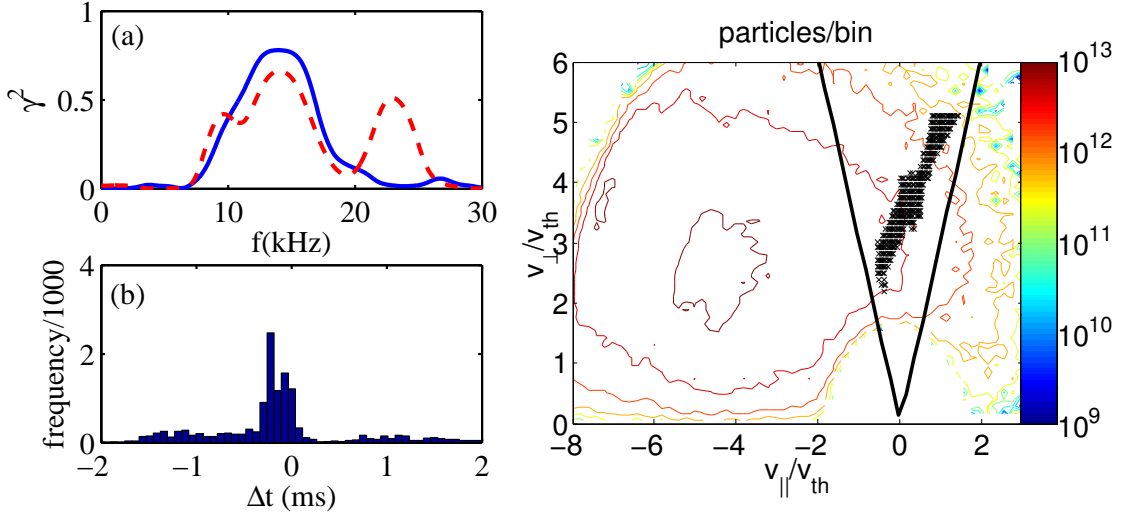 (a)
1
0.5
0
γ²
0 10 20 30
f(kHz)
(b)
4
2
0
frequency/1000
−2 −1 0 1 2
Δt (ms)
particles/bin
6
5
4
3
2
1
0
v⊥/vth
−8 −6 −4 −2 0 2
v||/vth
10¹³
10¹²
10¹¹
10¹⁰
10⁹